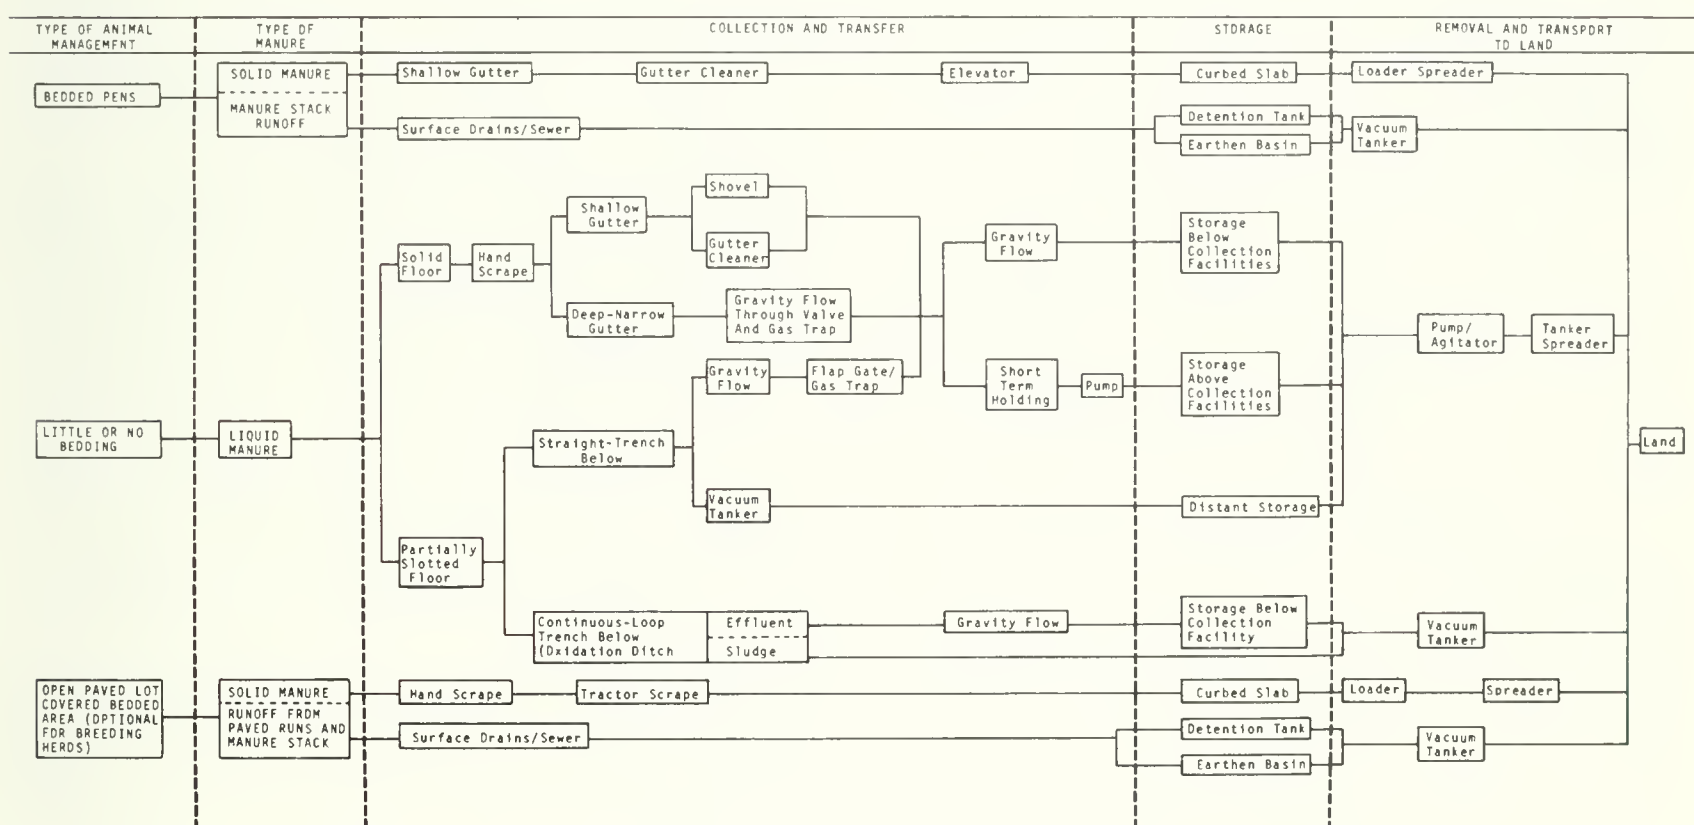 TYPE OF ANIMAL
MANAGEMENT
TYPE OF
MANURE
COLLECTION AND TRANSFER
STORAGE
REMOVAL AND TRANSPORT
TO LAND
BEDDED PENS
SOLID MANURE
MANURE STACK
RUNOFF
Shallow Gutter
Gutter Cleaner
Elevator
Curbed Slab
Loader Spreader
Surface Drains/Sewer
Detention Tank
Earthen Basin
Vacuum
Tanker
LITTLE OR NO
BEDDING
LIQUID
MANURE
Solid
Floor
Hand
Scrape
Shallow
Gutter
Shovel
Gutter
Cleaner
Deep-Narrow
Gutter
Gravity Flow
Through Valve
And Gas Trap
Gravity
Flow
Storage
Below
Collection
Facilities
Gravity
Flow
Flap Gate/
Gas Trap
Short
Term
Holding
Pump
Storage
Above
Collection
Facilities
Pump/
Agitator
Tanker
Spreader
Straight-Trench
Below
Vacuum
Tanker
Distant Storage
Land
Partially
Slotted
Floor
Continuous-Loop
Trench Below
(Oxidation Ditch
Effluent
Sludge
Gravity Flow
Storage Below
Collection
Facility
Vacuum
Tanker
OPEN PAVED LOT
COVERED BEDDED
AREA (OPTIONAL
FOR BREEDING
HERDS)
SOLID MANURE
RUNOFF FROM
PAVED RUNS AND
MANURE STACK
Hand Scrape
Tractor Scrape
Curbed Slab
Loader
Spreader
Surface Drains/Sewer
Detention Tank
Earthen Basin
Vacuum
Tanker